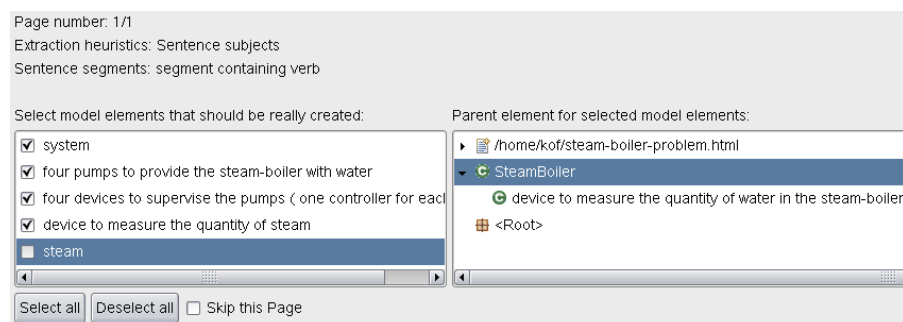 Page number: 1/1
Extraction heuristics: Sentence subjects
Sentence segments: segment containing verb
Select model elements that should be really created:
system
four pumps to provide the steam-boiler with water
four devices to supervise the pumps ( one controller for each
device to measure the quantity of steam
steam
Parent element for selected model elements:
/home/kof/steam-boiler-problem.html
SteamBoiler
device to measure the quantity of water in the steam-boiler
<Root>
Select all Deselect all Skip this Page